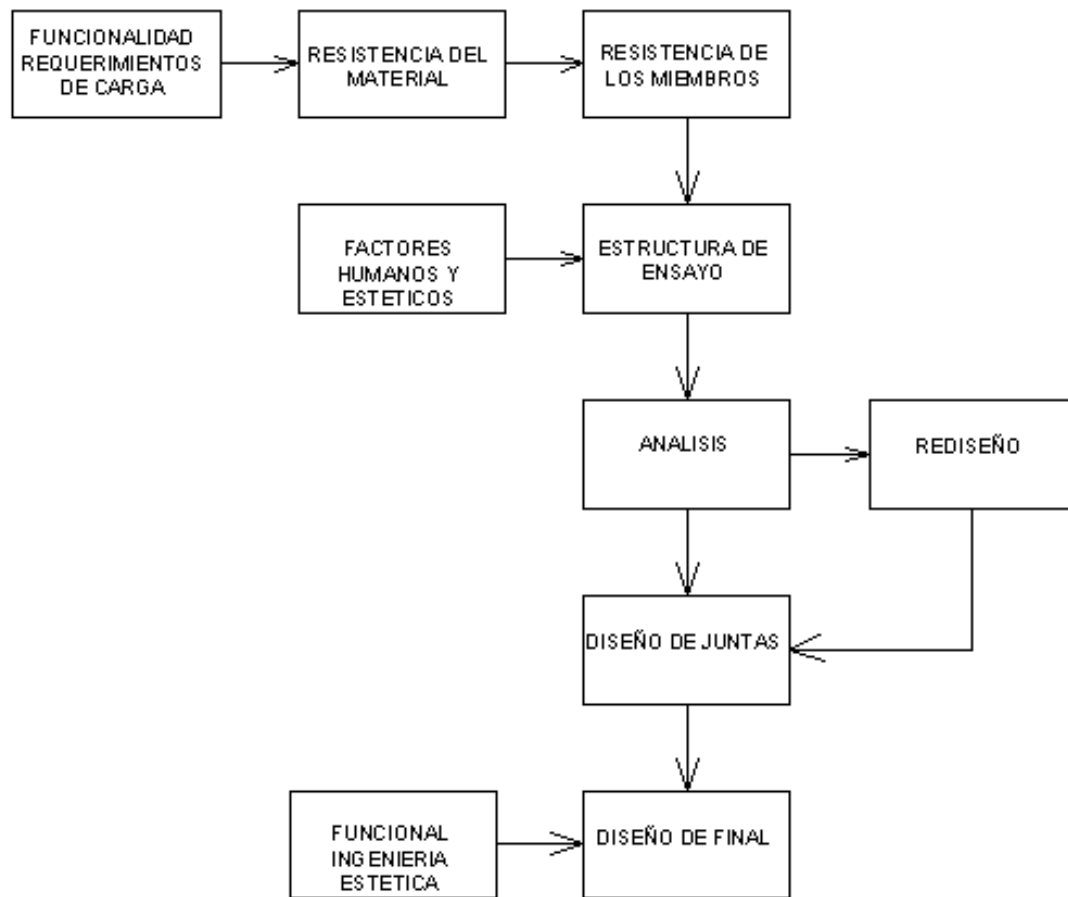 FUNCIONALIDAD
REQUERIMIENTOS
DE CARGA
RESISTENCIA DEL
MATERIAL
RESISTENCIA DE
LOS MIEMBROS
FACTORES
HUMANOS Y
ESTETICOS
ESTRUCTURA DE
ENSAYO
ANALISIS
REDISEÑO
DISEÑO DE JUNTAS
FUNCIONAL
INGENIERIA
ESTETICA
DISEÑO DE FINAL